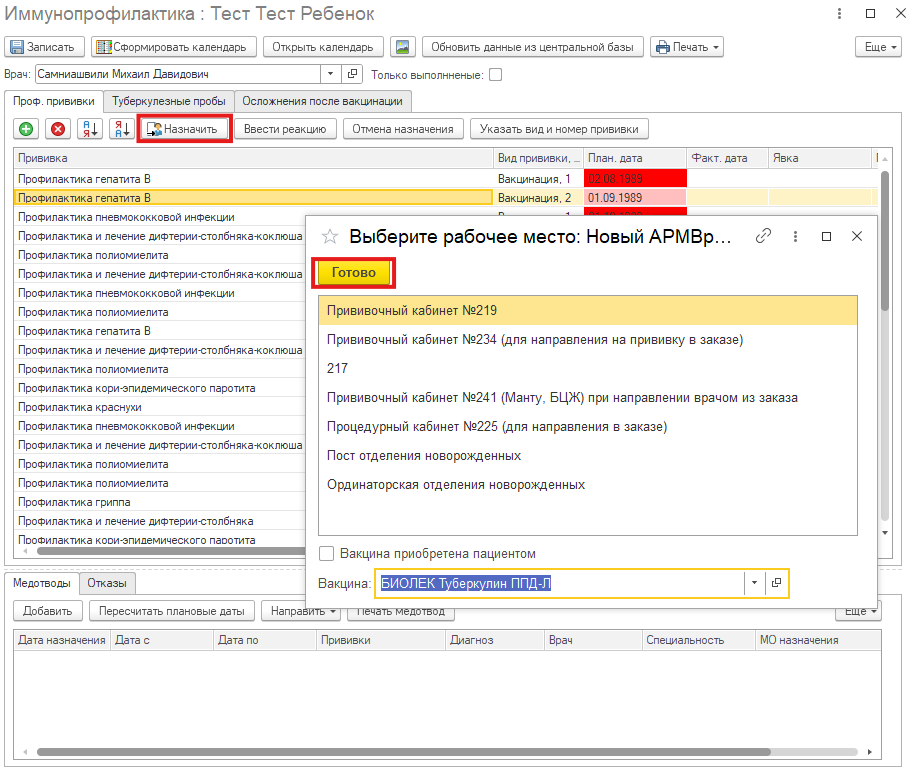 Иммунопрофилактика : Тест Тест Ребенок
Записать Сформировать календарь Открыть календарь Обновить данные из центральной базы Печать Еще
Врач: Самниашвили Михаил Давидович Только выполнненые:
Проф. прививки Туберкулезные пробы Осложнения после вакцинации
Назначить Ввести реакцию Отмена назначения Указать вид и номер прививки
Прививка Вид прививки, ... План. дата Факт. дата Явка
Профилактика гепатита В Вакцинация, 1 02.08.1989
Профилактика гепатита В Вакцинация, 2 01.09.1989
Профилактика пневмококковой инфекции
Профилактика и лечение дифтерии-столбняка-коклюша
Профилактика полиомиелита
Профилактика и лечение дифтерии-столбняка-коклюша
Профилактика пневмококковой инфекции
Профилактика полиомиелита
Профилактика гепатита В
Профилактика и лечение дифтерии-столбняка-коклюша
Профилактика полиомиелита
Профилактика кори-эпидемического паротита
Профилактика краснухи
Профилактика пневмококковой инфекции
Профилактика и лечение дифтерии-столбняка-коклюша
Профилактика полиомиелита
Профилактика полиомиелита
Профилактика гриппа
Профилактика и лечение дифтерии-столбняка
Профилактика кори-эпидемического паротита
Выберите рабочее место: Новый АРМВр...
Готово
Прививочный кабинет №219
Прививочный кабинет №234 (для направления на прививку в заказе)
217
Прививочный кабинет №241 (Манту, БЦЖ) при направлении врачом из заказа
Процедурный кабинет №225 (для направления в заказе)
Пост отделения новорожденных
Ординаторская отделения новорожденных
Вакцина приобретена пациентом
Вакцина: БИОЛЕК Туберкулин ППД-Л
Медотводы Отказы
Добавить Пересчитать плановые даты Направить Печать медотвод Еще
Дата назначения Дата с Дата по Прививки Диагноз Врач Специальность МО назначения